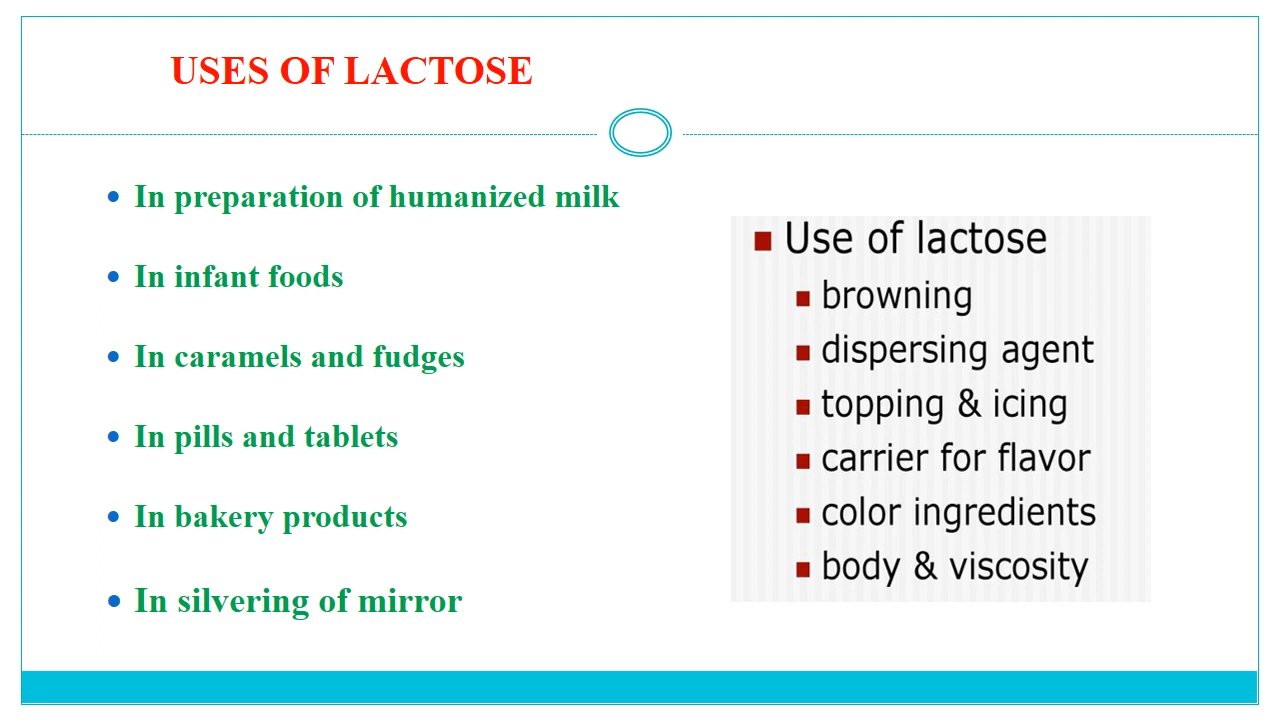 USES OF LACTOSE
In preparation of humanized milk
In infant foods
In caramels and fudges
In pills and tablets
In bakery products
In silvering of mirror
Use of lactose
browning
dispersing agent
topping & icing
carrier for flavor
color ingredients
body & viscosity